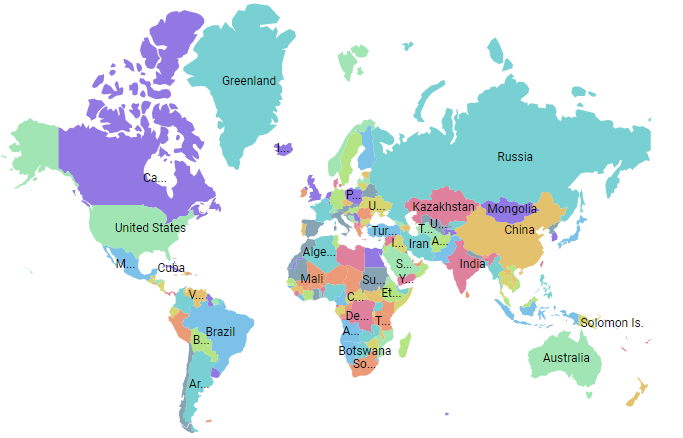 Greenland
I...
Russia
Ca...
P...
U...
Kazakhstan
Mongolia
United States
Tur...
T...
U...
China
I...
Iran
A...
Alge...
M...
Cuba
S...
India
Mali
Su...
Y...
V...
C...
Et...
De...
T...
Solomon Is.
Brazil
A...
B...
Botswana
Australia
So...
Ar...